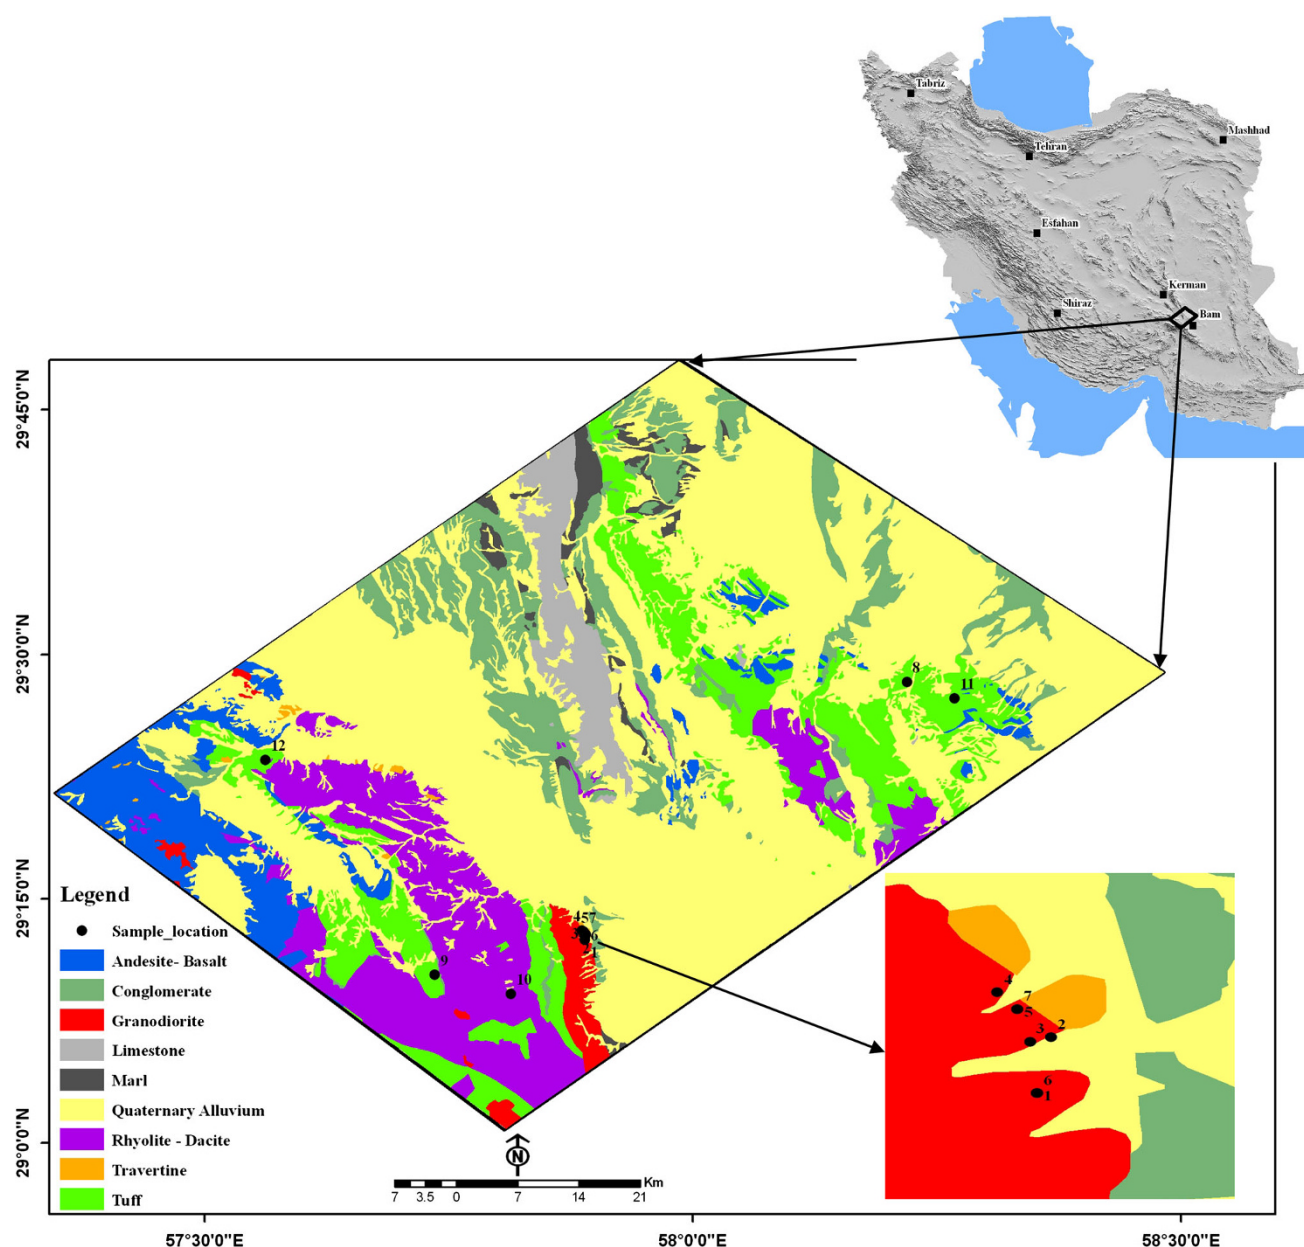 Tabriz
Mashhad
Tehran
Esfahan
Kerman
Shiraz
Bam
29°45'0"N
29°30'0"N
29°15'0"N
29°0'0"N
8
11
12
457
3 6
2
1
9
10
Legend
Sample_location
Andesite- Basalt
Conglomerate
Granodiorite
Limestone
Marl
Quaternary Alluvium
Rhyolite - Dacite
Travertine
Tuff
4
7
5
3 2
6
1
N
Km
7 3.5 0 7 14 21
57°30'0"E 58°0'0"E 58°30'0"E